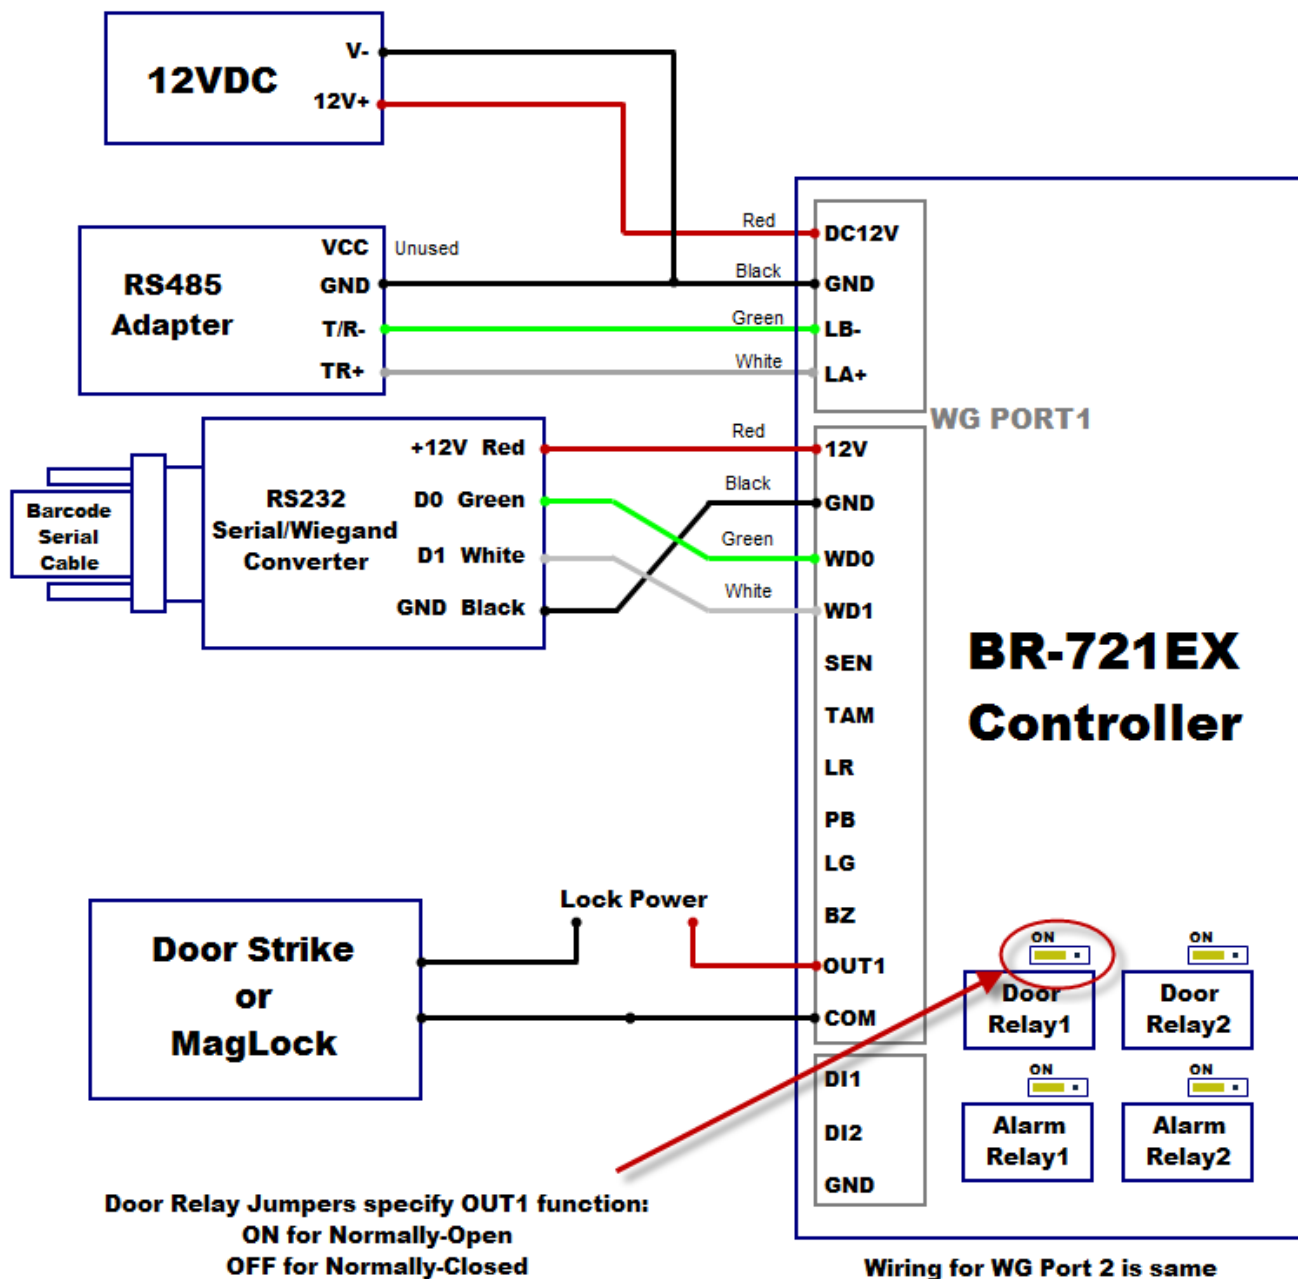 12VDC
V-
12V+
RS485
Adapter
VCC
Unused
GND
T/R-
TR+
Red
Black
Green
White
DC12V
GND
LB-
LA+
WG PORT1
Barcode
Serial
Cable
RS232
Serial/Wiegand
Converter
+12V Red
D0 Green
D1 White
GND Black
Red
Black
Green
White
12V
GND
WD0
WD1
SEN
TAM
LR
PB
LG
BZ
OUT1
COM
BR-721EX
Controller
Lock Power
Door Strike
or
MagLock
DI1
DI2
GND
ON
Door
Relay1
ON
Door
Relay2
ON
Alarm
Relay1
ON
Alarm
Relay2
Door Relay Jumpers specify OUT1 function:
ON for Normally-Open
OFF for Normally-Closed
Wiring for WG Port 2 is same